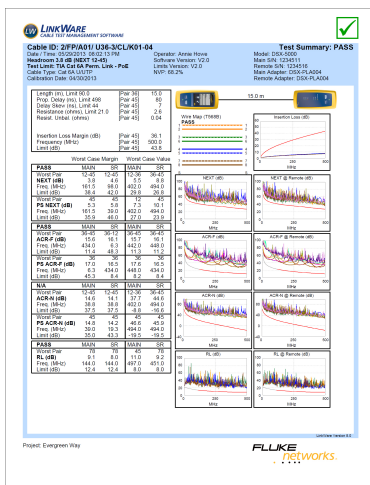 LINKWARE
CABLE TEST MANAGEMENT SOFTWARE
Cable ID: 2/FP/A01/ U36-3/CL/K01-04
Test Summary: PASS
Date / Time: 05/29/2013 08:02:13 PM
Headroom 3.8 dB (NEXT 12-45)
Test Limit: TIA Cat 6A Perm. Link - PoE
Cable Type: Cat 6A U/UTP
Calibration Date: 04/30/2013
Operator: Annie Howe
Software Version: V2.0
Limits Version: V2.0
NVP: 68.2%
Model: DSX-5000
Main S/N: 1234511
Remote S/N: 1234516
Main Adapter: DSX-PLA004
Remote Adapter: DSX-PLA004
Length (m), Limit 90.0 [Pair 36] 15.0
Prop. Delay (ns), Limit 498 [Pair 45] 80
Delay Skew (ns), Limit 44 [Pair 45] 7
Resistance (ohms), Limit 21.0 [Pair 45] 2.6
Resist. Unbal. (ohms) [Pair 45] 0.04
Insertion Loss Margin (dB) [Pair 45] 36.1
Frequency (MHz) [Pair 45] 500.0
Limit (dB) [Pair 45] 43.8
Worst Case Margin Worst Case Value
PASS MAIN SR MAIN SR
Worst Pair 12-45 12-45 12-36 36-45
NEXT (dB) 3.8 4.6 5.5 8.8
Freq. (MHz) 161.5 98.0 402.0 494.0
Limit (dB) 38.4 42.0 29.8 26.8
Worst Pair 45 45 12 45
PS NEXT (dB) 5.3 5.8 7.3 10.1
Freq. (MHz) 161.5 39.0 402.0 494.0
Limit (dB) 35.9 46.0 27.0 23.9
PASS MAIN SR MAIN SR
Worst Pair 36-45 36-12 36-45 36-45
ACR-F (dB) 15.6 16.1 15.7 16.1
Freq. (MHz) 434.0 6.3 442.0 448.0
Limit (dB) 11.4 48.3 11.3 11.2
Worst Pair 36 36 36 36
PS ACR-F (dB) 17.0 16.5 17.6 16.5
Freq. (MHz) 6.3 434.0 448.0 434.0
Limit (dB) 45.3 8.4 8.2 8.4
N/A MAIN SR MAIN SR
Worst Pair 12-45 12-45 12-36 36-45
ACR-N (dB) 14.6 14.1 37.7 44.6
Freq. (MHz) 38.8 38.8 402.0 494.0
Limit (dB) 37.5 37.5 -8.8 -16.6
Worst Pair 45 45 45 45
PS ACR-N (dB) 14.8 14.2 46.6 45.9
Freq. (MHz) 39.0 19.3 494.0 494.0
Limit (dB) 35.0 43.3 -19.5 -19.5
PASS MAIN SR MAIN SR
Worst Pair 78 78 78 78
RL (dB) 9.1 8.0 11.0 9.2
Freq. (MHz) 144.0 144.0 497.0 451.0
Limit (dB) 12.4 12.4 8.0 8.0
15.0 m
Wire Map (T568B)
PASS
Insertion Loss (dB)
MHz
NEXT (dB)
NEXT @ Remote (dB)
MHz
MHz
ACR-F (dB)
ACR-F @ Remote (dB)
MHz
MHz
ACR-N (dB)
ACR-N @ Remote (dB)
MHz
MHz
RL (dB)
RL @ Remote (dB)
MHz
MHz
Project: Evergreen Way
FLUKE
networks.